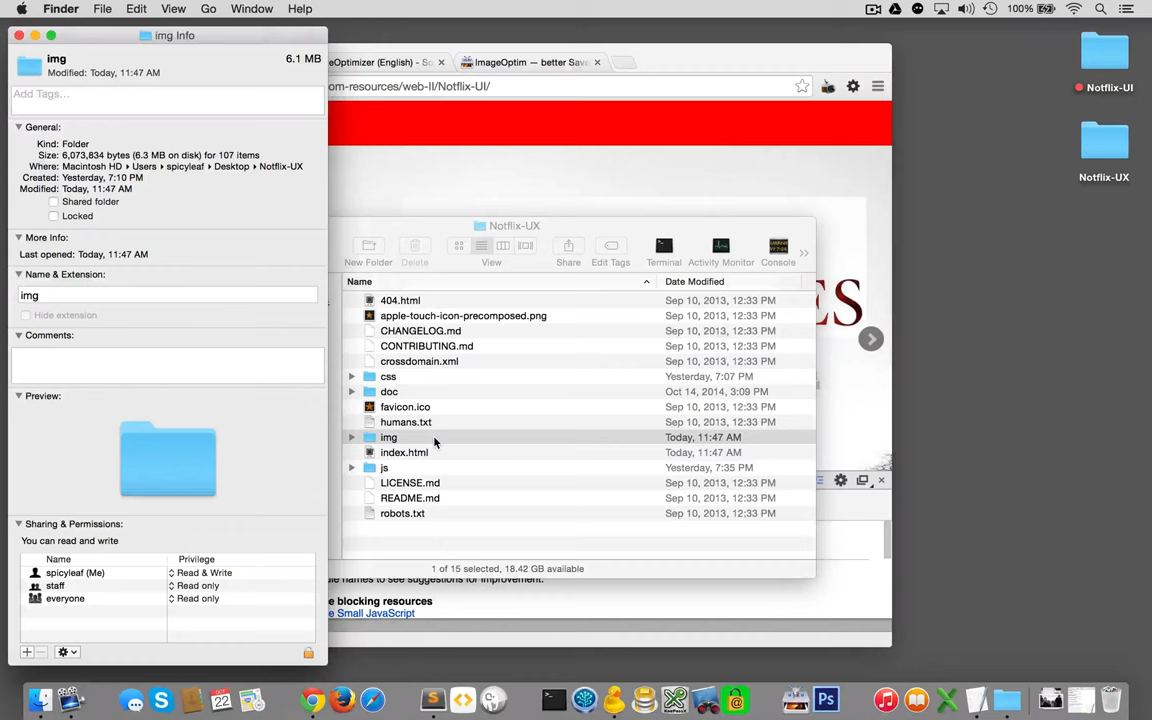 Finder File Edit View Go Window Help 100%
img Info
img 6.1 MB
Modified: Today, 11:47 AM
Add Tags...
General:
Kind: Folder
Size: 6,073,834 bytes (6.3 MB on disk) for 107 items
Where: Macintosh HD ▸ Users ▸ spicyleaf ▸ Desktop ▸ Notflix-UX
Created: Yesterday, 7:10 PM
Modified: Today, 11:47 AM
Shared folder
Locked
More Info:
Last opened: Today, 11:47 AM
Name & Extension:
img
Hide extension
Comments:
Preview:
Sharing & Permissions:
You can read and write
Name Privilege
spicyleaf (Me) Read & Write
staff Read only
everyone Read only
eOptimizer (English) - So
ImageOptim — better Save
om-resources/web-II/Notflix-UI/
ES
Notflix-UX
New Folder Delete View Share Edit Tags Terminal Activity Monitor Console
Name Date Modified
404.html Sep 10, 2013, 12:33 PM
apple-touch-icon-precomposed.png Sep 10, 2013, 12:33 PM
CHANGELOG.md Sep 10, 2013, 12:33 PM
CONTRIBUTING.md Sep 10, 2013, 12:33 PM
crossdomain.xml Sep 10, 2013, 12:33 PM
css Yesterday, 7:07 PM
doc Oct 14, 2014, 3:09 PM
favicon.ico Sep 10, 2013, 12:33 PM
humans.txt Sep 10, 2013, 12:33 PM
img Today, 11:47 AM
index.html Today, 11:47 AM
js Yesterday, 7:35 PM
LICENSE.md Sep 10, 2013, 12:33 PM
README.md Sep 10, 2013, 12:33 PM
robots.txt Sep 10, 2013, 12:33 PM
1 of 15 selected, 18.42 GB available
le names to see suggestions for improvement.
e blocking resources
e Small JavaScript
Notflix-UI
Notflix-UX
OCT
22
Ps